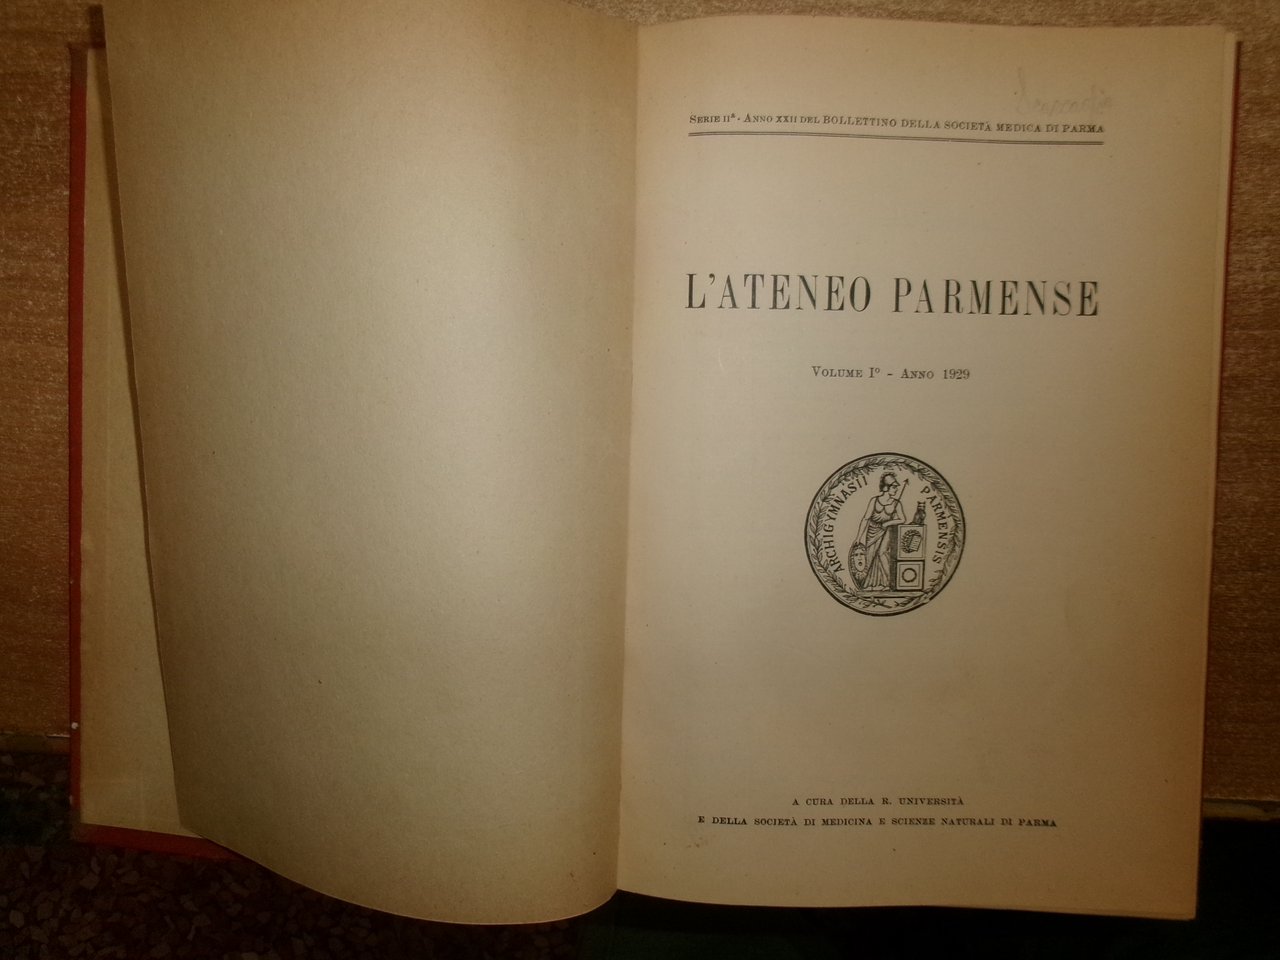 SERIE IIª - ANNO XXII DEL BOLLETTINO DELLA SOCIETÀ MEDICA DI PARMA
L'ATENEO PARMENSE
VOLUME Iº - ANNO 1929
ARCHIGYMNASII PARMENSIS
A CURA DELLA R. UNIVERSITÀ
E DELLA SOCIETÀ DI MEDICINA E SCIENZE NATURALI DI PARMA